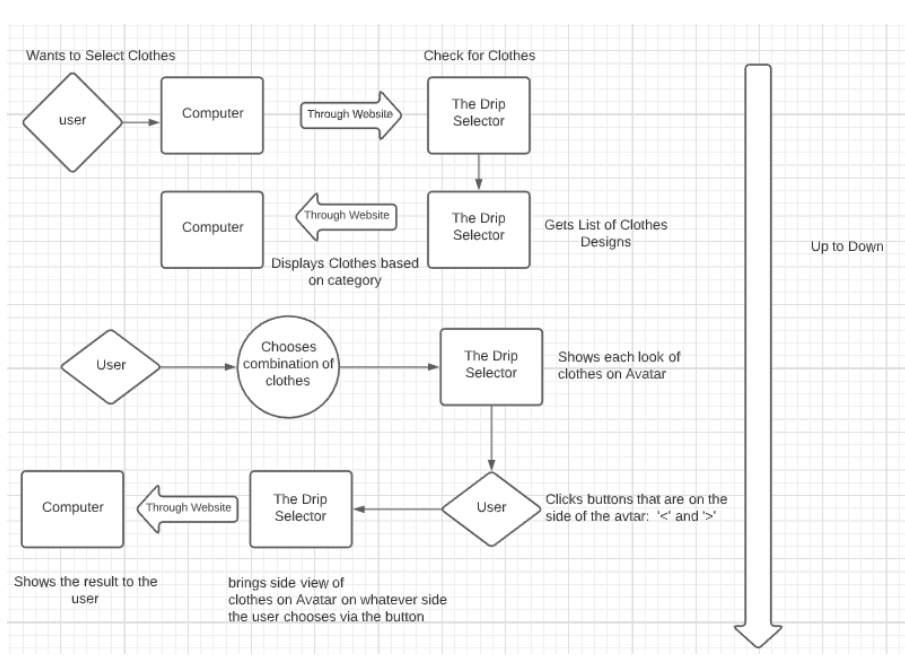 Wants to Select Clothes
Check for Clothes
user
Computer
Through Website
The Drip
Selector
Computer
Through Website
The Drip
Selector
Gets List of Clothes
Designs
Displays Clothes based
on category
Up to Down
User
Chooses
combination of
clothes
The Drip
Selector
Shows each look of
clothes on Avatar
Computer
Through Website
The Drip
Selector
User
Clicks buttons that are on the
side of the avtar: '<' and '>'
Shows the result to the
user
brings side view of
clothes on Avatar on whatever side
the user chooses via the button